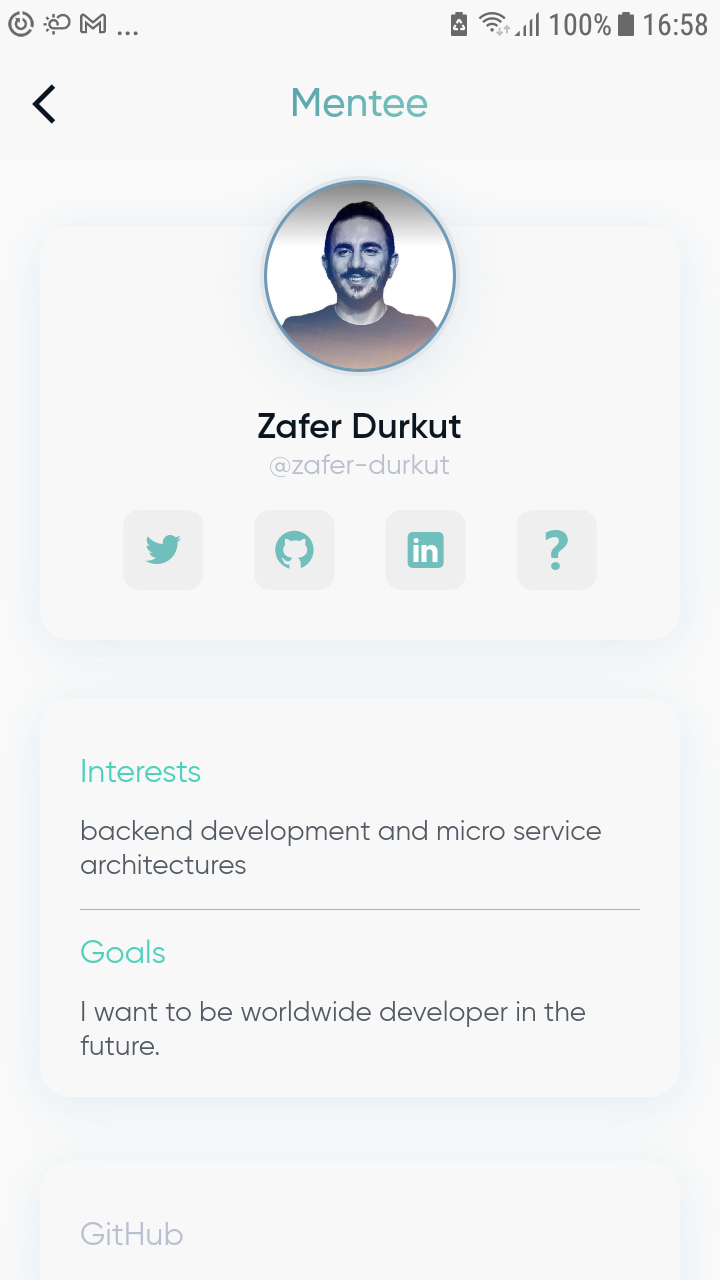 ... 100% 16:58
Mentee
Zafer Durkut
@zafer-durkut
in ?
Interests
backend development and micro service
architectures
Goals
I want to be worldwide developer in the
future.
GitHub